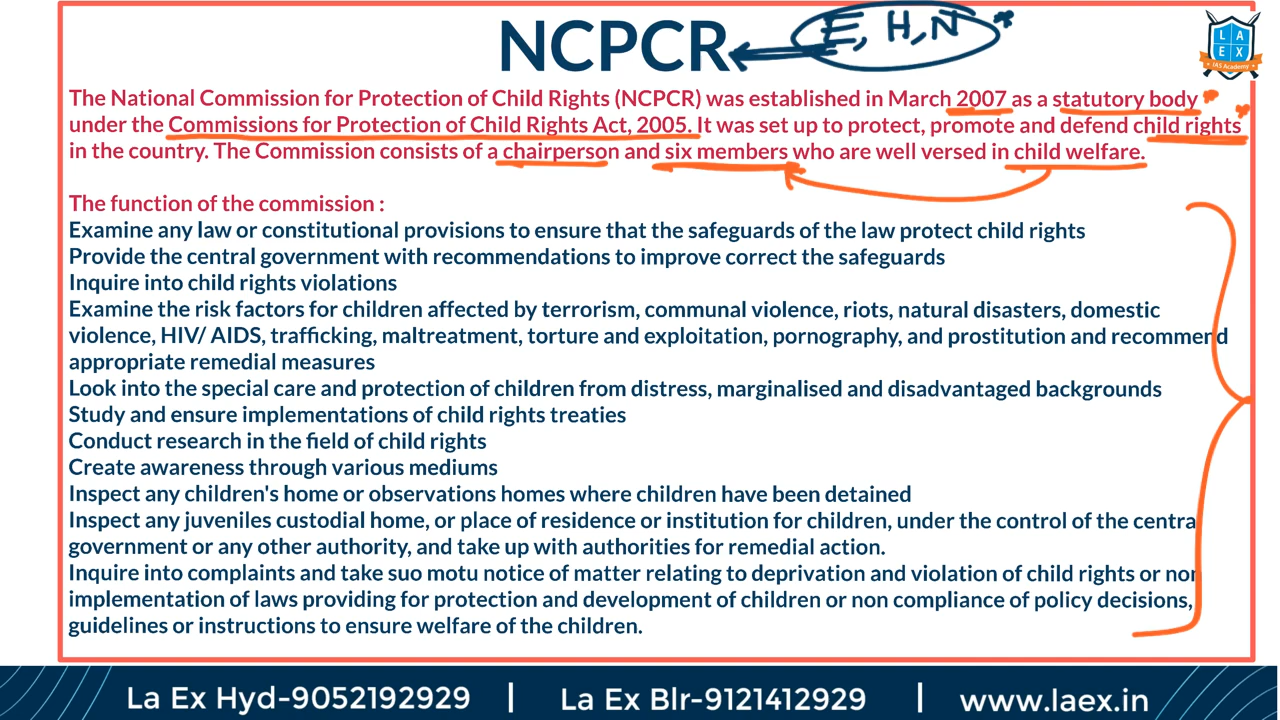 NCPCR
E, H, N
LA
EX
IAS Academy
The National Commission for Protection of Child Rights (NCPCR) was established in March 2007 as a statutory body
under the Commissions for Protection of Child Rights Act, 2005. It was set up to protect, promote and defend child rights
in the country. The Commission consists of a chairperson and six members who are well versed in child welfare.
The function of the commission :
Examine any law or constitutional provisions to ensure that the safeguards of the law protect child rights
Provide the central government with recommendations to improve correct the safeguards
Inquire into child rights violations
Examine the risk factors for children affected by terrorism, communal violence, riots, natural disasters, domestic
violence, HIV/ AIDS, trafficking, maltreatment, torture and exploitation, pornography, and prostitution and recommend
appropriate remedial measures
Look into the special care and protection of children from distress, marginalised and disadvantaged backgrounds
Study and ensure implementations of child rights treaties
Conduct research in the field of child rights
Create awareness through various mediums
Inspect any children's home or observations homes where children have been detained
Inspect any juveniles custodial home, or place of residence or institution for children, under the control of the centra
government or any other authority, and take up with authorities for remedial action.
Inquire into complaints and take suo motu notice of matter relating to deprivation and violation of child rights or non
implementation of laws providing for protection and development of children or non compliance of policy decisions,
guidelines or instructions to ensure welfare of the children.
La Ex Hyd-9052192929 | La Ex Blr-9121412929 | www.laex.in